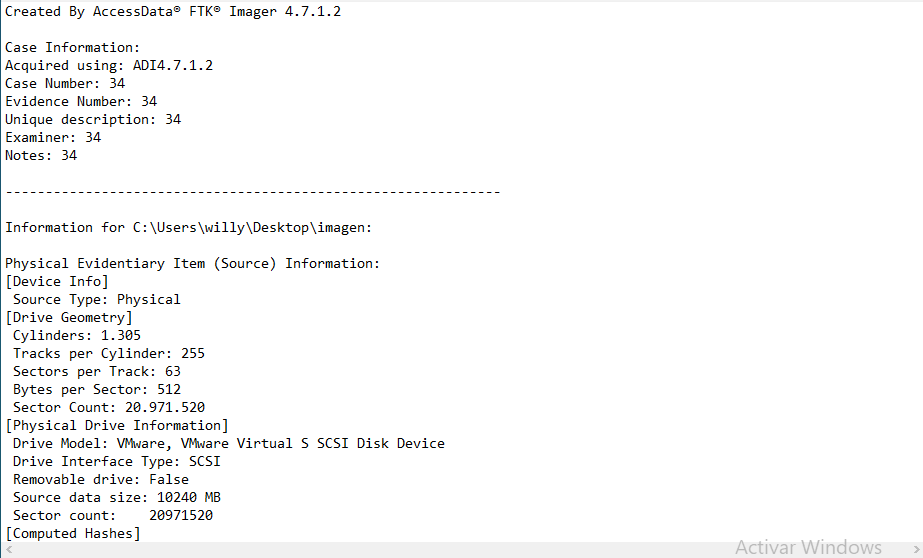 Created By AccessData® FTK® Imager 4.7.1.2
Case Information:
Acquired using: ADI4.7.1.2
Case Number: 34
Evidence Number: 34
Unique description: 34
Examiner: 34
Notes: 34
--------------------------------------------------------------
Information for C:\Users\willy\Desktop\imagen:
Physical Evidentiary Item (Source) Information:
[Device Info]
Source Type: Physical
[Drive Geometry]
Cylinders: 1.305
Tracks per Cylinder: 255
Sectors per Track: 63
Bytes per Sector: 512
Sector Count: 20.971.520
[Physical Drive Information]
Drive Model: VMware, VMware Virtual S SCSI Disk Device
Drive Interface Type: SCSI
Removable drive: False
Source data size: 10240 MB
Sector count:    20971520
[Computed Hashes]
Activar Windows